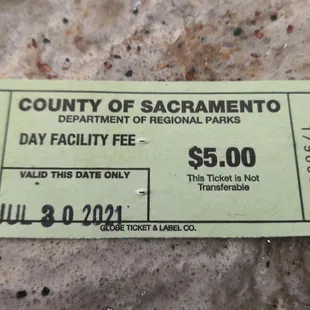 COUNTY OF SACRAMENTO
DEPARTMENT OF REGIONAL PARKS
DAY FACILITY FEE
$5.00
This Ticket is Not
Transferable
VALID THIS DATE ONLY
JUL 30 2021
GLOBE TICKET & LABEL CO.